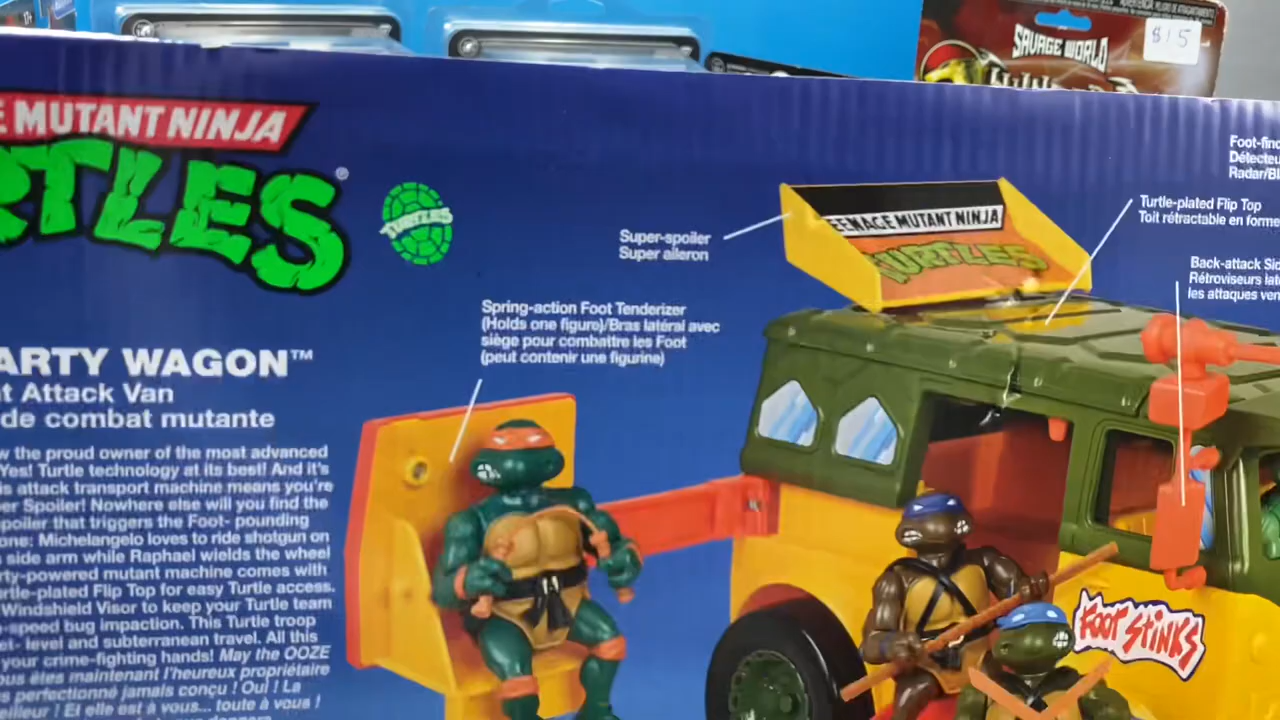 SAVAGE WORLD
$15
E MUTANT NINJA
RTLES®
TURTLES
ARTY WAGON™
t Attack Van
de combat mutante
w the proud owner of the most advanced
Yes! Turtle technology at its best! And it's
is attack transport machine means you're
er Spoiler! Nowhere else will you find the
poiler that triggers the Foot- pounding
one: Michelangelo loves to ride shotgun on
side arm while Raphael wields the wheel
rty-powered mutant machine comes with
rtle-plated Flip Top for easy Turtle access.
Windshield Visor to keep your Turtle team
-speed bug impaction. This Turtle troop
et- level and subterranean travel. All this
your crime-fighting hands! May the OOZE
ous êtes maintenant l'heureux propriétaire
s perfectionné jamais conçu ! Oui ! La
eilleur ! Et elle est à vous... toute à vous !
Spring-action Foot Tenderizer
(Holds one figure)/Bras latéral avec
siège pour combattre les Foot
(peut contenir une figurine)
Super-spoiler
Super aileron
EENAGE MUTANT NINJA
TURTLES
Foot-fin
Détecteu
Radar/Bl
Turtle-plated Flip Top
Toit rétractable en forme
Back-attack Sid
Rétroviseurs lat
les attaques ven
FOOT STINKS